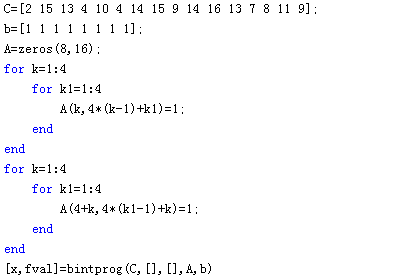 C=[2 15 13 4 10 4 14 15 9 14 16 13 7 8 11 9];
b=[1 1 1 1 1 1 1 1];
A=zeros(8,16);
for k=1:4
    for k1=1:4
        A(k,4*(k-1)+k1)=1;
    end
end
for k=1:4
    for k1=1:4
        A(4+k,4*(k1-1)+k)=1;
    end
end
[x,fval]=bintprog(C,[],[],A,b)